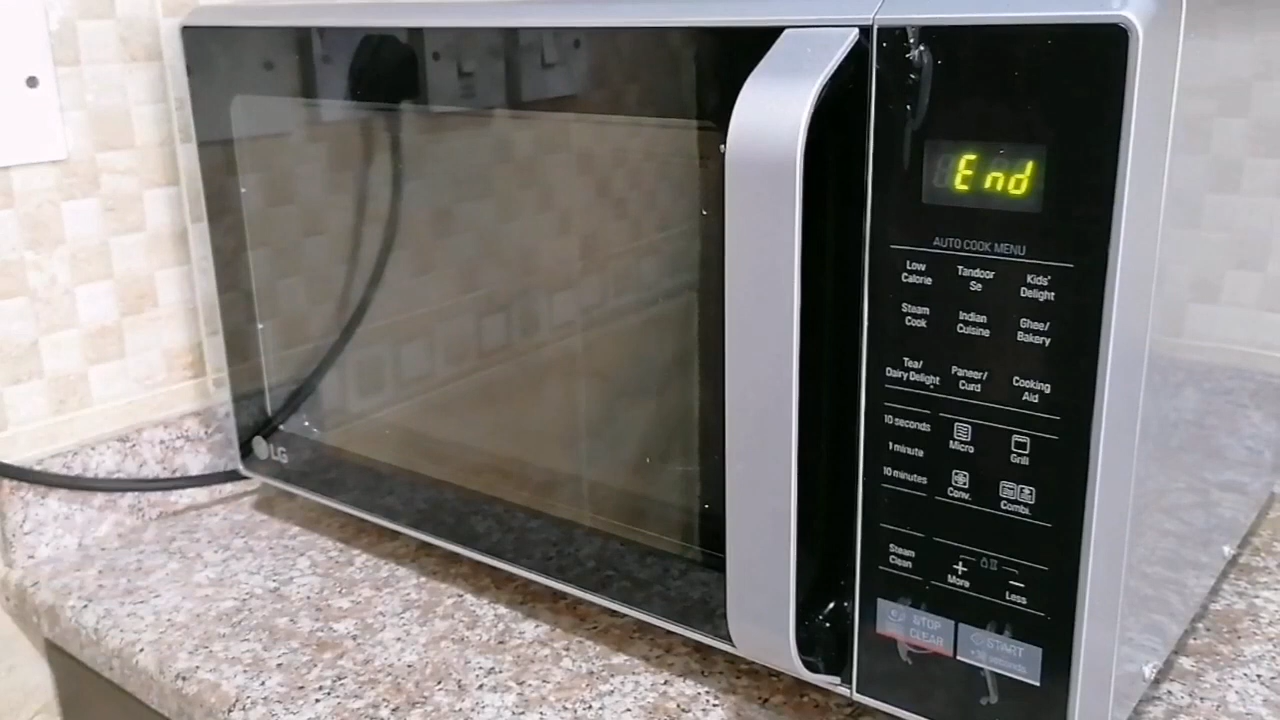 End
AUTO COOK MENU
Low
Calorie
Tandoor
Se
Kids'
Delight
Steam
Cook
Indian
Cuisine
Ghee/
Bakery
Tea/
Dairy Delight
Paneer/
Curd
Cooking
Aid
10 seconds
1 minute
10 minutes
Micro
Grill
Conv.
Combi.
Steam
Clean
More
Less
STOP
CLEAR
START
+30 seconds
LG